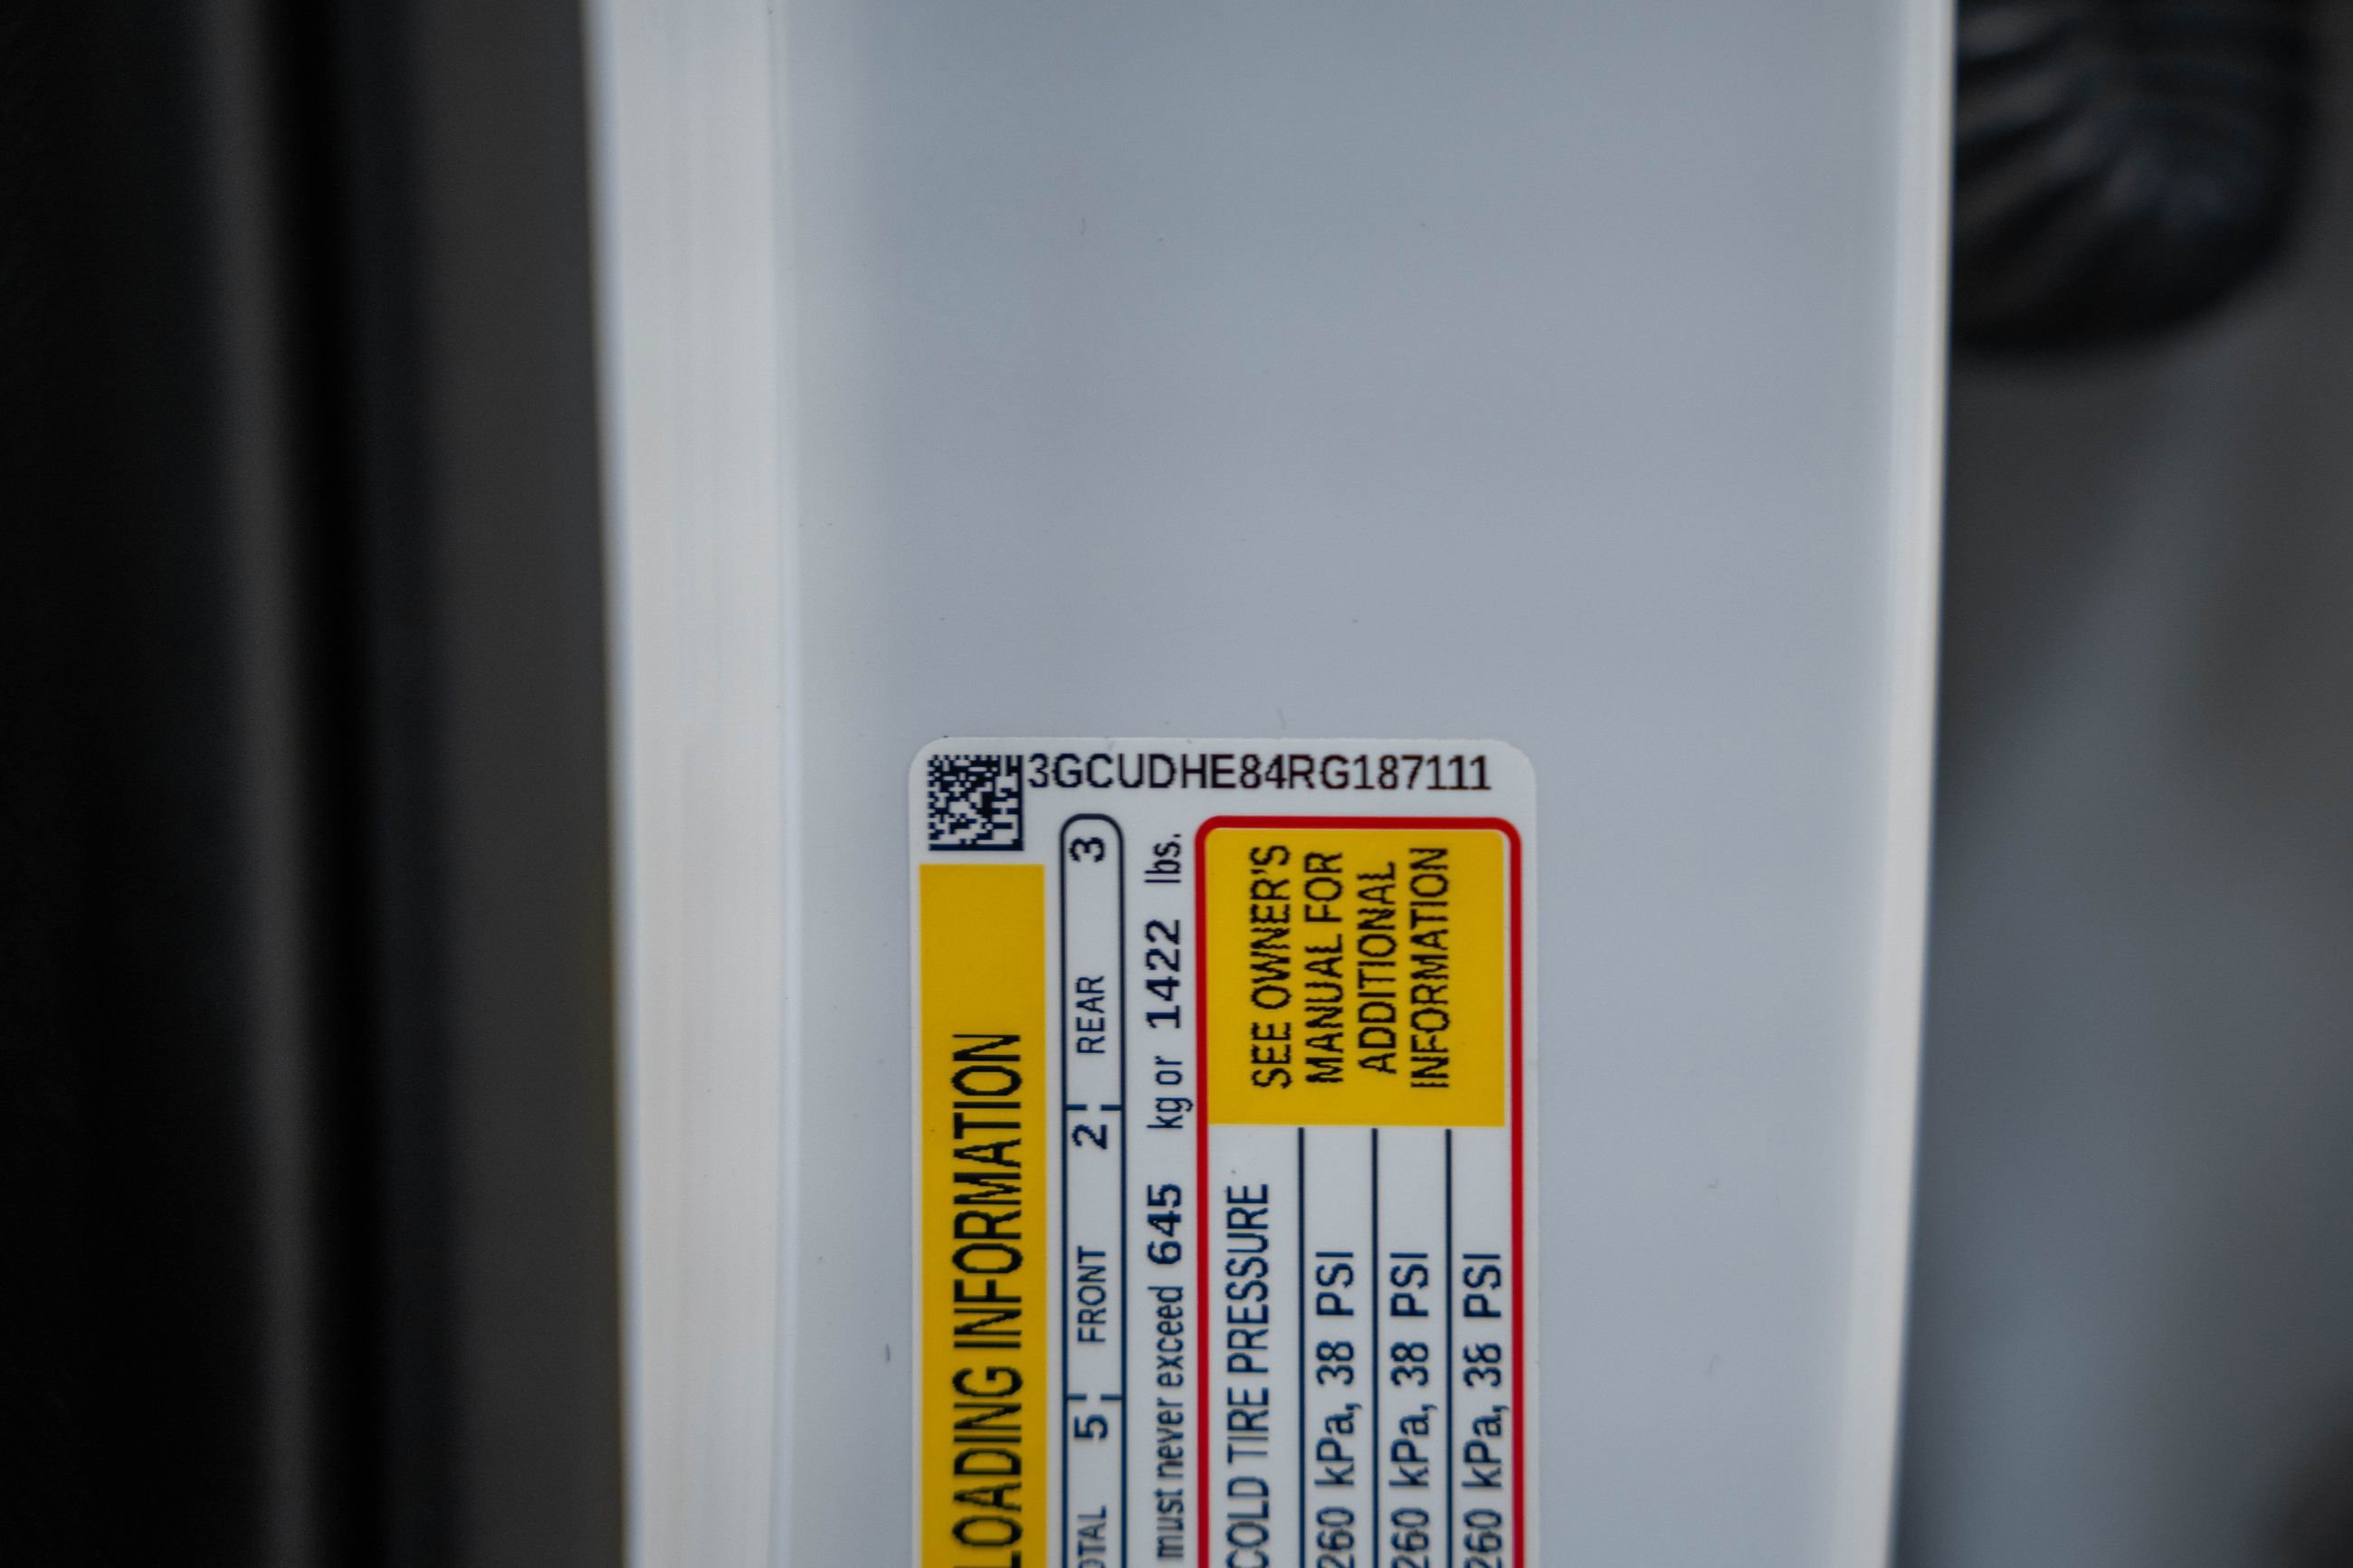 3GCUDHE84RG187111
LOADING INFORMATION
OTAL 5 FRONT 2 REAR 3
must never exceed 645 kg or 1422 lbs.
COLD TIRE PRESSURE
260 kPa, 38 PSI
260 kPa, 38 PSI
260 kPa, 38 PSI
SEE OWNER'S
MANUAL FOR
ADDITIONAL
INFORMATION